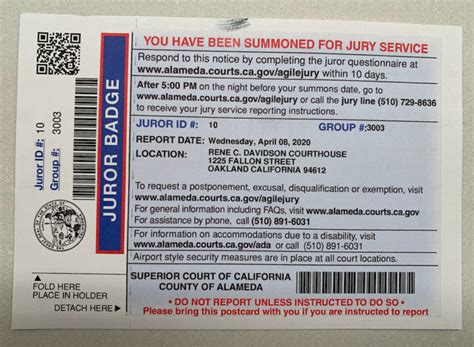 YOU HAVE BEEN SUMMONED FOR JURY SERVICE
Respond to this notice by completing the juror questionnaire at
www.alameda.courts.ca.gov/agilejury within 10 days.
After 5:00 PM on the night before your summons date, go to
www.alameda.courts.ca.gov/agilejury or call the jury line (510) 729-8636
to receive your jury service reporting instructions.
JUROR ID #: 10 GROUP #:3003
REPORT DATE: Wednesday, April 08, 2020
LOCATION: RENE C. DAVIDSON COURTHOUSE
1225 FALLON STREET
OAKLAND CALIFORNIA 94612
To request a postponement, excusal, disqualification or exemption, visit
www.alameda.courts.ca.gov/agilejury
For general information including FAQs, visit www.alameda.courts.ca.gov
For assistance by phone, call (510) 891-6031
For information on accommodations due to a disability, visit
www.alameda.courts.ca.gov/ada or call (510) 891-6031
Airport style security measures are in place at all court locations.
SUPERIOR COURT OF CALIFORNIA
COUNTY OF ALAMEDA
• DO NOT REPORT UNLESS INSTRUCTED TO DO SO •
Please bring this postcard with you if you are instructed to report
Juror ID #: 10
Group #: 3003
JUROR BADGE
FOLD HERE
PLACE IN HOLDER
DETACH HERE